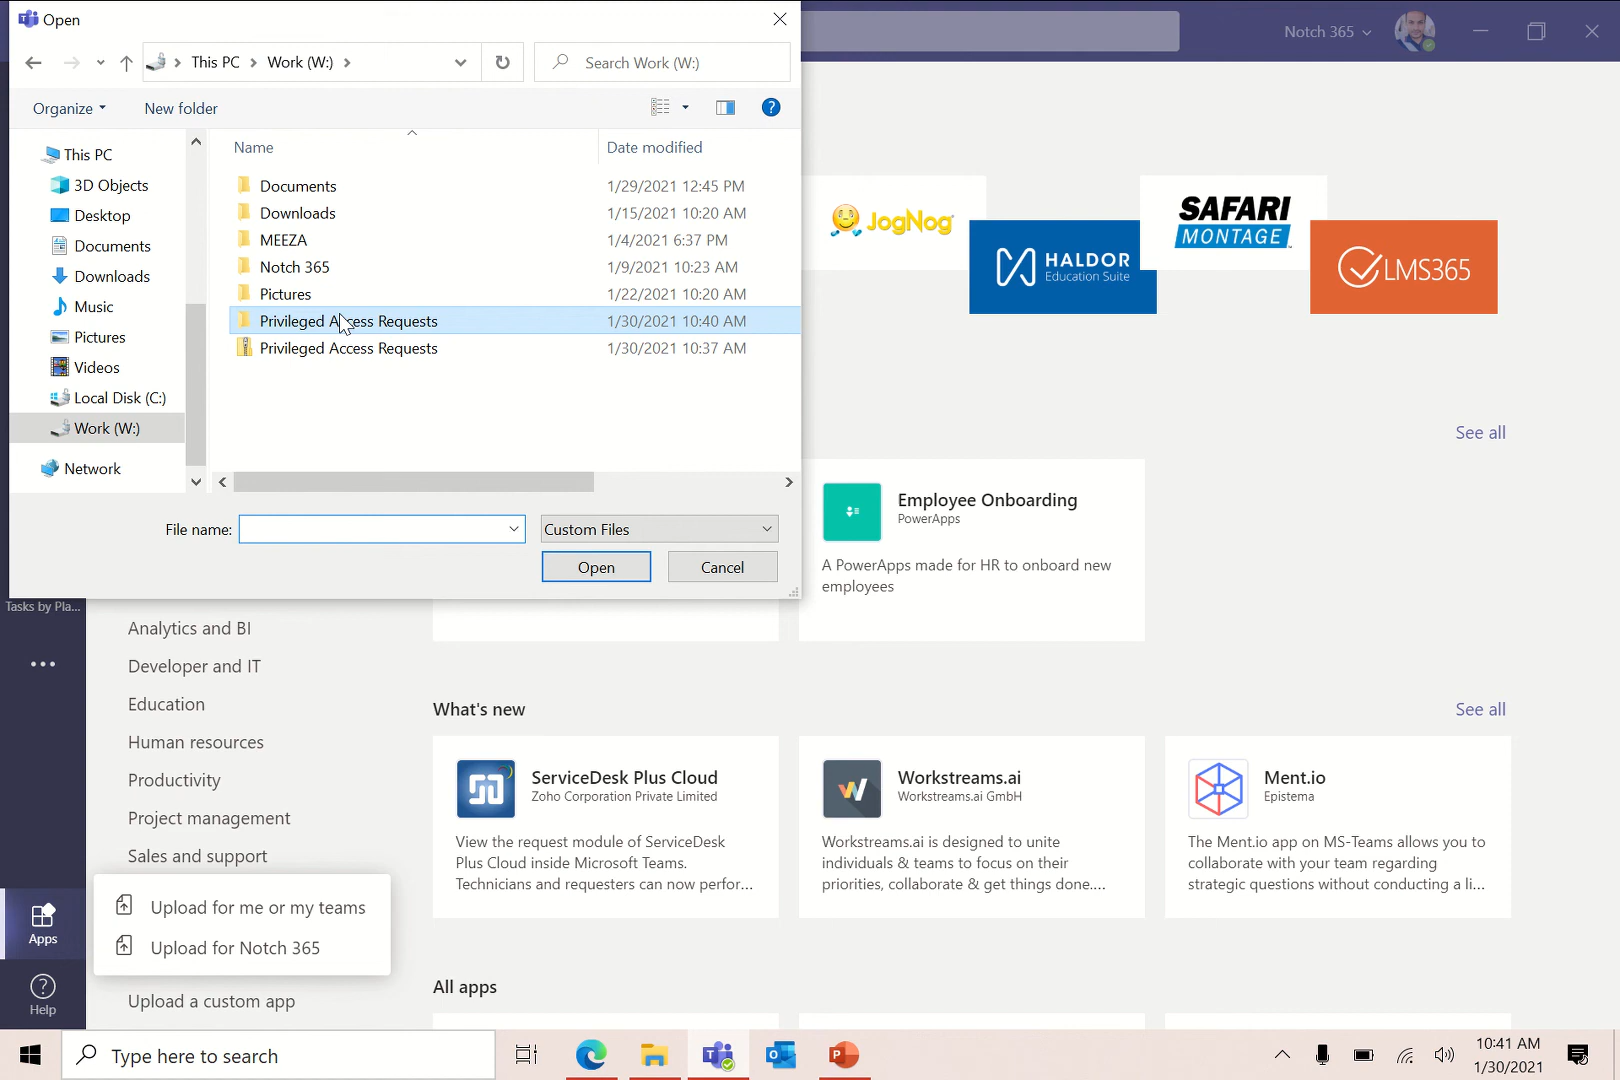 Open
Notch 365
This PC
Work (W:)
Search Work (W:)
Organize
New folder
?
This PC
3D Objects
Desktop
Documents
Downloads
Music
Pictures
Videos
Local Disk (C:)
Work (W:)
Network
Name
Date modified
Documents
1/29/2021 12:45 PM
Downloads
1/15/2021 10:20 AM
MEEZA
1/4/2021 6:37 PM
Notch 365
1/9/2021 10:23 AM
Pictures
1/22/2021 10:20 AM
Privileged Access Requests
1/30/2021 10:40 AM
Privileged Access Requests
1/30/2021 10:37 AM
File name:
Custom Files
Open
Cancel
JogNog
HALDOR
Education Suite
SAFARI
MONTAGE
LMS365
See all
Employee Onboarding
PowerApps
A PowerApps made for HR to onboard new
employees
Tasks by Pla...
Analytics and BI
Developer and IT
Education
Human resources
Productivity
Project management
Sales and support
Upload for me or my teams
Upload for Notch 365
Upload a custom app
Apps
Help
What's new
See all
ServiceDesk Plus Cloud
Zoho Corporation Private Limited
View the request module of ServiceDesk
Plus Cloud inside Microsoft Teams.
Technicians and requesters can now perfor...
Workstreams.ai
Workstreams.ai GmbH
Workstreams.ai is designed to unite
individuals & teams to focus on their
priorities, collaborate & get things done....
Ment.io
Epistema
The Ment.io app on MS-Teams allows you to
collaborate with your team regarding
strategic questions without conducting a li...
All apps
Type here to search
10:41 AM
1/30/2021